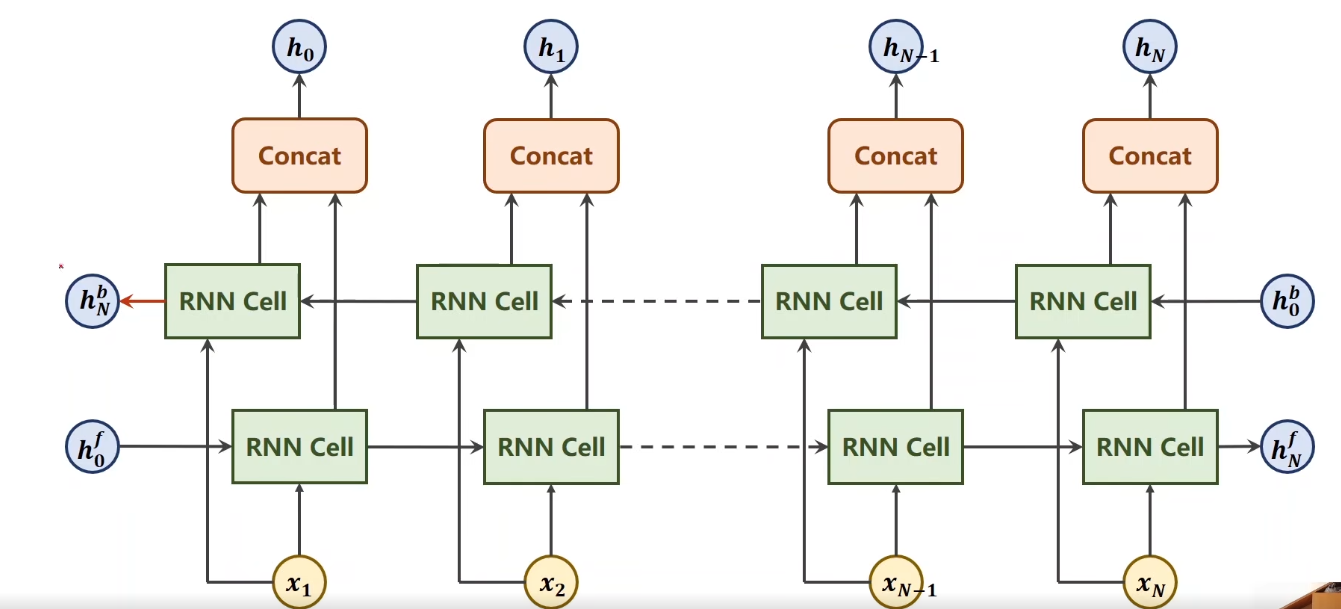 h_0 h_1 h_{N-1} h_N
Concat Concat Concat Concat
h_N^b RNN Cell RNN Cell RNN Cell RNN Cell h_0^b
h_0^f RNN Cell RNN Cell RNN Cell RNN Cell h_N^f
x_1 x_2 x_{N-1} x_N